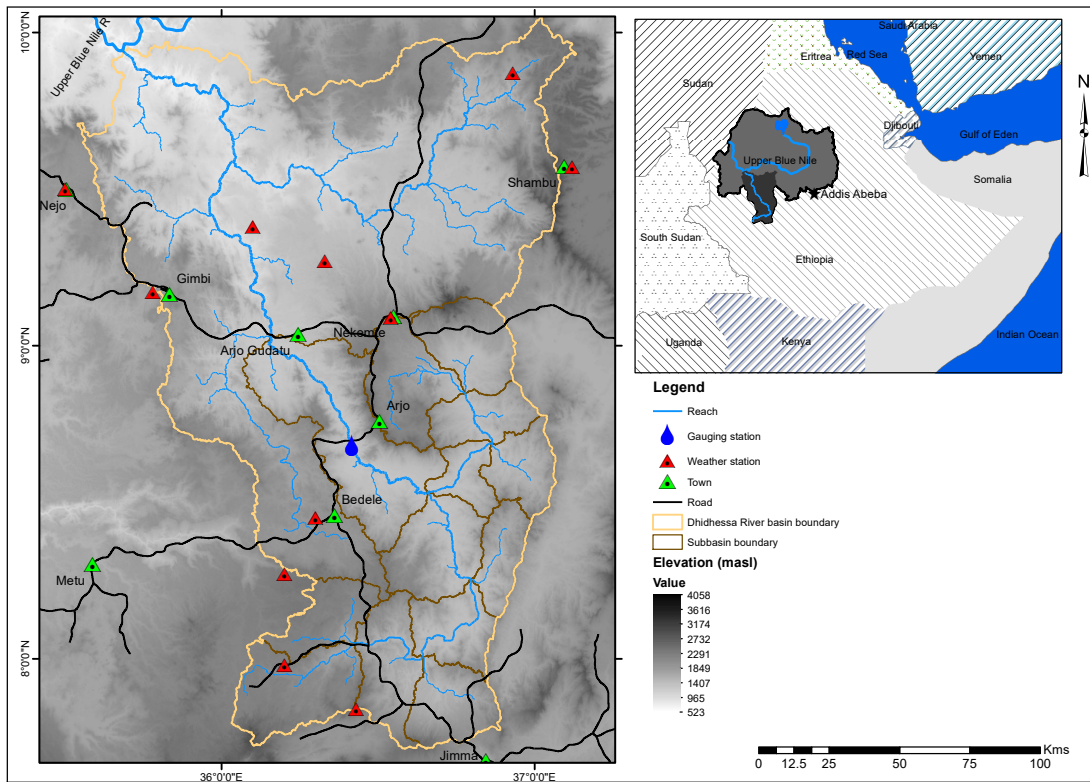 10°0'0"N
9°0'0"N
8°0'0"N
36°0'0"E
37°0'0"E
Upper Blue Nile R
Shambu
Nejo
Gimbi
Nekemte
Arjo Gudatu
Arjo
Bedele
Metu
Jimma
Saudi Arabia
Eritrea
Red Sea
Yemen
Sudan
Djibouti
Gulf of Eden
Upper Blue Nile
Somalia
Addis Abeba
South Sudan
Ethiopia
Indian Ocean
Uganda
Kenya
N
Legend
Reach
Gauging station
Weather station
Town
Road
Dhidhessa River basin boundary
Subbasin boundary
Elevation (masl)
Value
4058
3616
3174
2732
2291
1849
1407
965
523
Kms
0 12.5 25 50 75 100